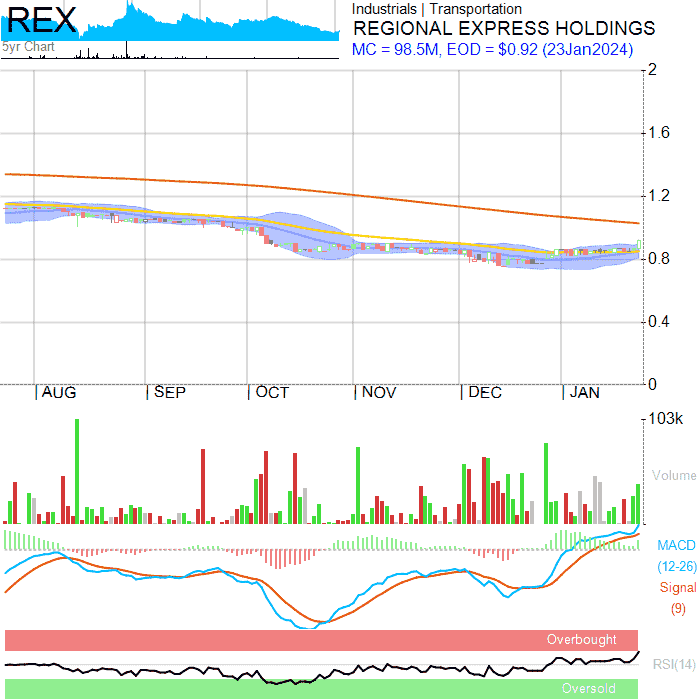 REX
5yr Chart
Industrials | Transportation
REGIONAL EXPRESS HOLDINGS
MC = 98.5M, EOD = $0.92 (23Jan2024)
2
1.6
1.2
0.8
0.4
0
| AUG | SEP | OCT | NOV | DEC | JAN
103k
Volume
MACD
(12-26)
Signal
(9)
Overbought
RSI(14)
Oversold